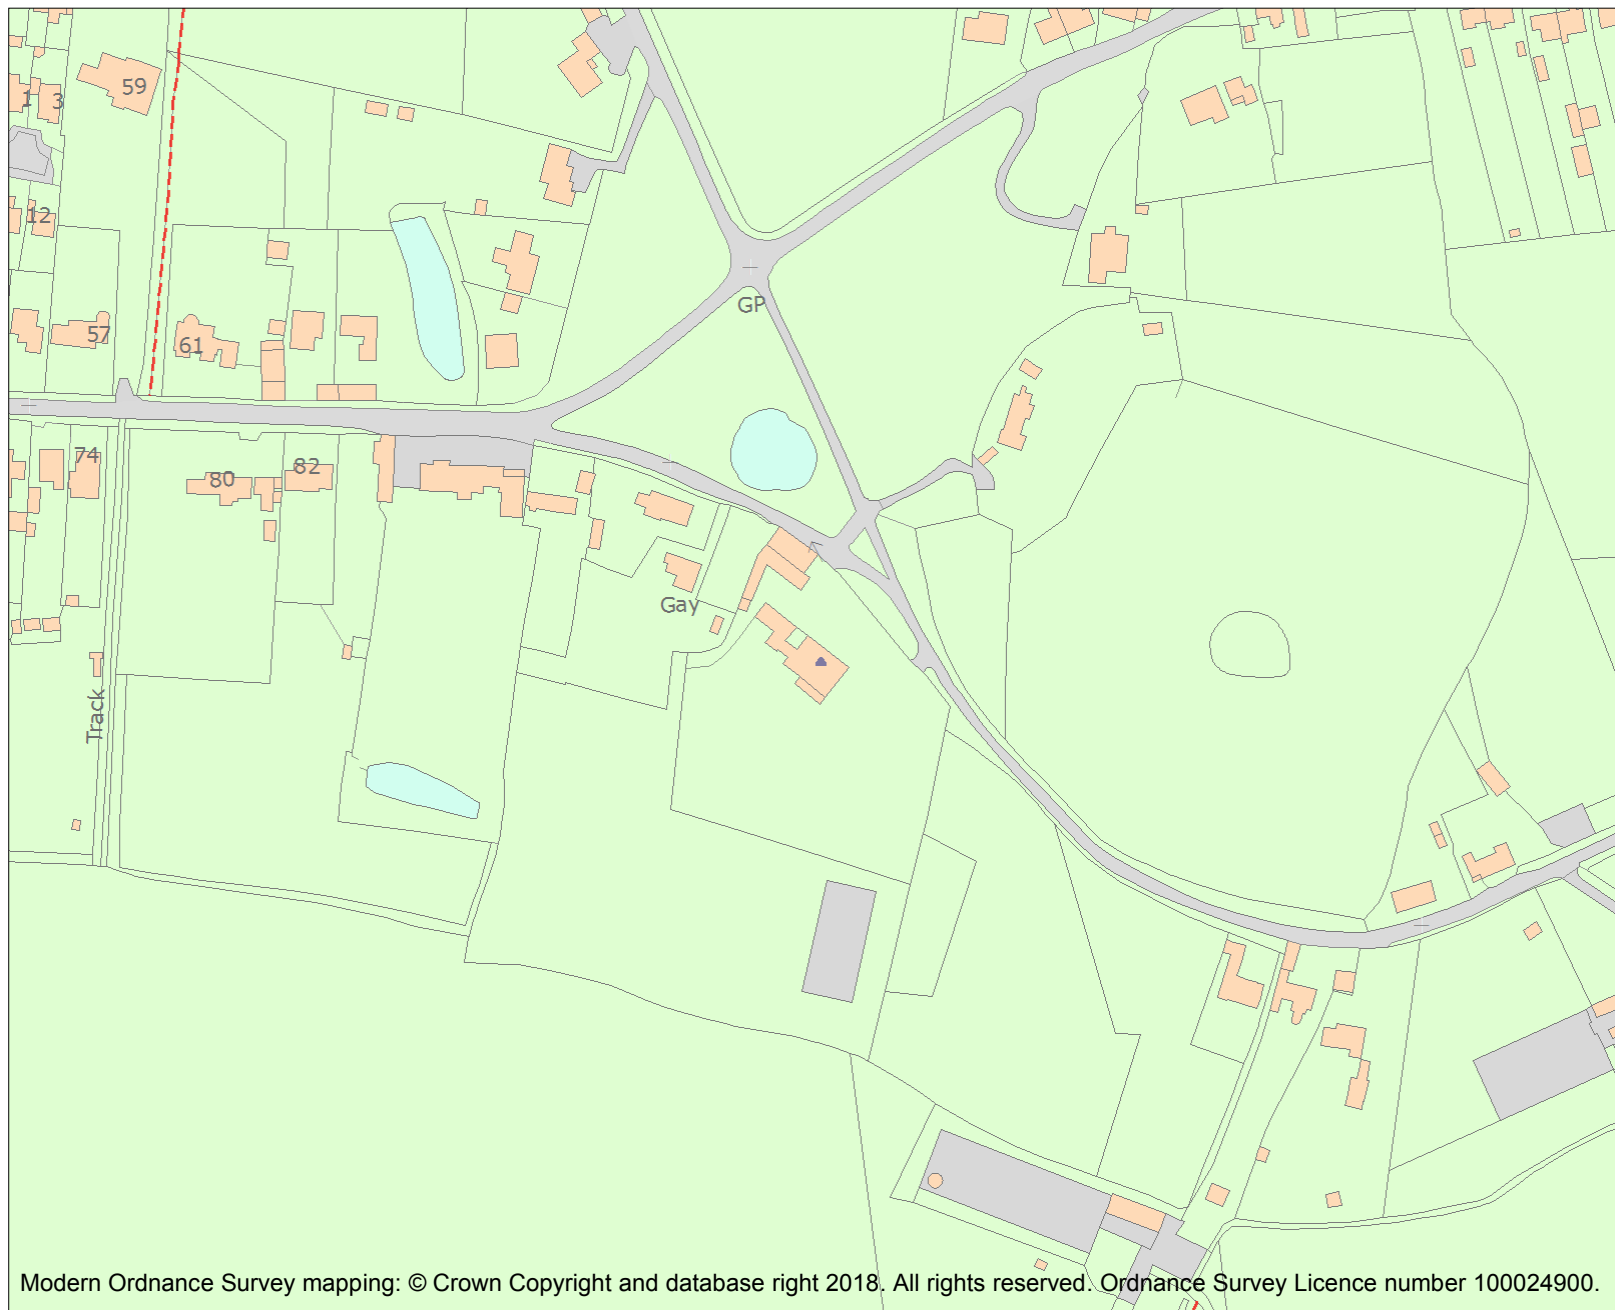 59
1
3
12
GP
57
61
74
80
82
Gay
Track
Modern Ordnance Survey mapping: © Crown Copyright and database right 2018. All rights reserved. Ordnance Survey Licence number 100024900.